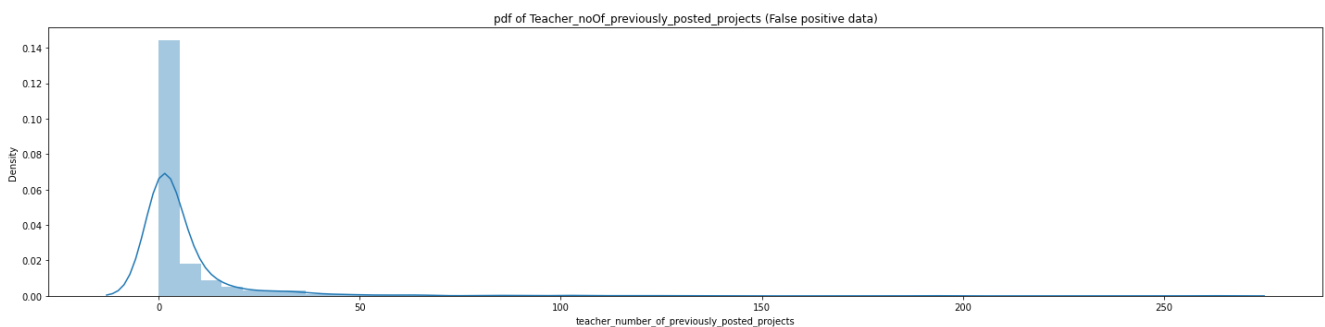 pdf of Teacher_noOf_previously_posted_projects (False positive data)
0.14
0.12
0.10
0.08
0.06
0.04
0.02
0.00
Density
0 50 100 150 200 250
teacher_number_of_previously_posted_projects